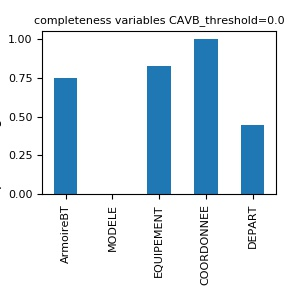 completeness variables CAVB_threshold=0.0
1.00
0.75
0.50
0.25
0.00
ArmoireBT
MODELE
EQUIPEMENT
COORDONNEE
DEPART